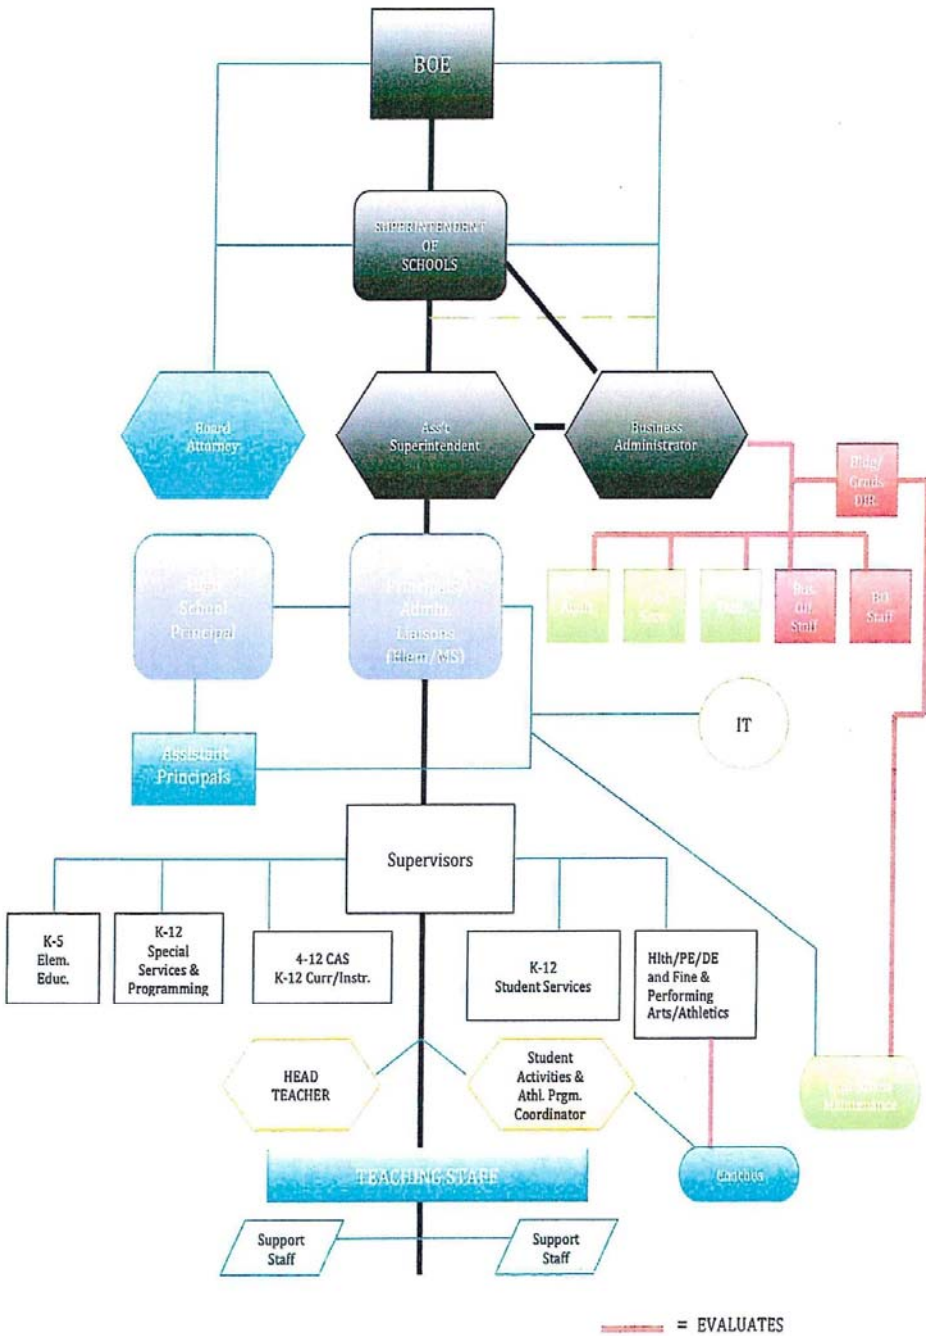 BOE
SUPERINTENDENT
OF
SCHOOLS
Board
Attorney
Ass't
Superintendent
Business
Administrator
Bldg/
Grnds
DIR.
High
School
Principal
Principals/
Admin.
Liaisons
(Elem/MS)
Bus.
Off.
Staff
Staff
IT
Assistant
Principals
Supervisors
K-5
Elem.
Educ.
K-12
Special
Services &
Programming
4-12 CAS
K-12 Curr/Instr.
K-12
Student Services
Hlth/PE/DE
and Fine &
Performing
Arts/Athletics
HEAD
TEACHER
Student
Activities &
Athl. Prgm.
Coordinator
Maintenance
TEACHING STAFF
Coaches
Support
Staff
Support
Staff
= EVALUATES